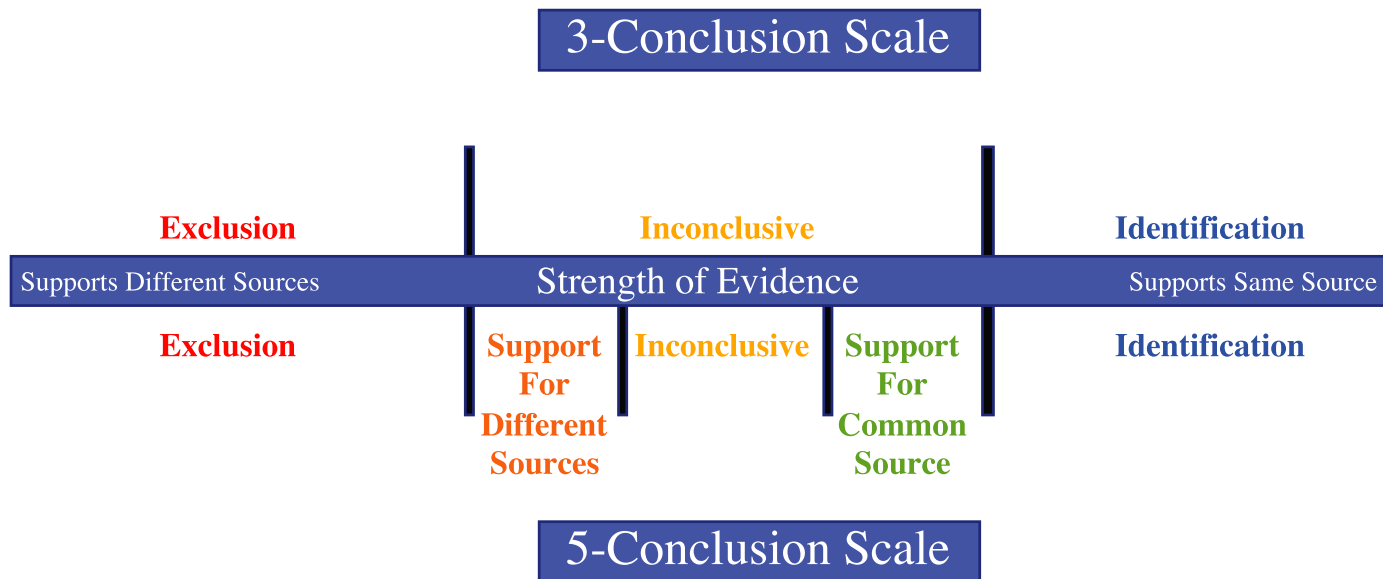 3-Conclusion Scale
Exclusion
Inconclusive
Identification
Supports Different Sources
Strength of Evidence
Supports Same Source
Exclusion
Support
For
Different
Sources
Inconclusive
Support
For
Common
Source
Identification
5-Conclusion Scale